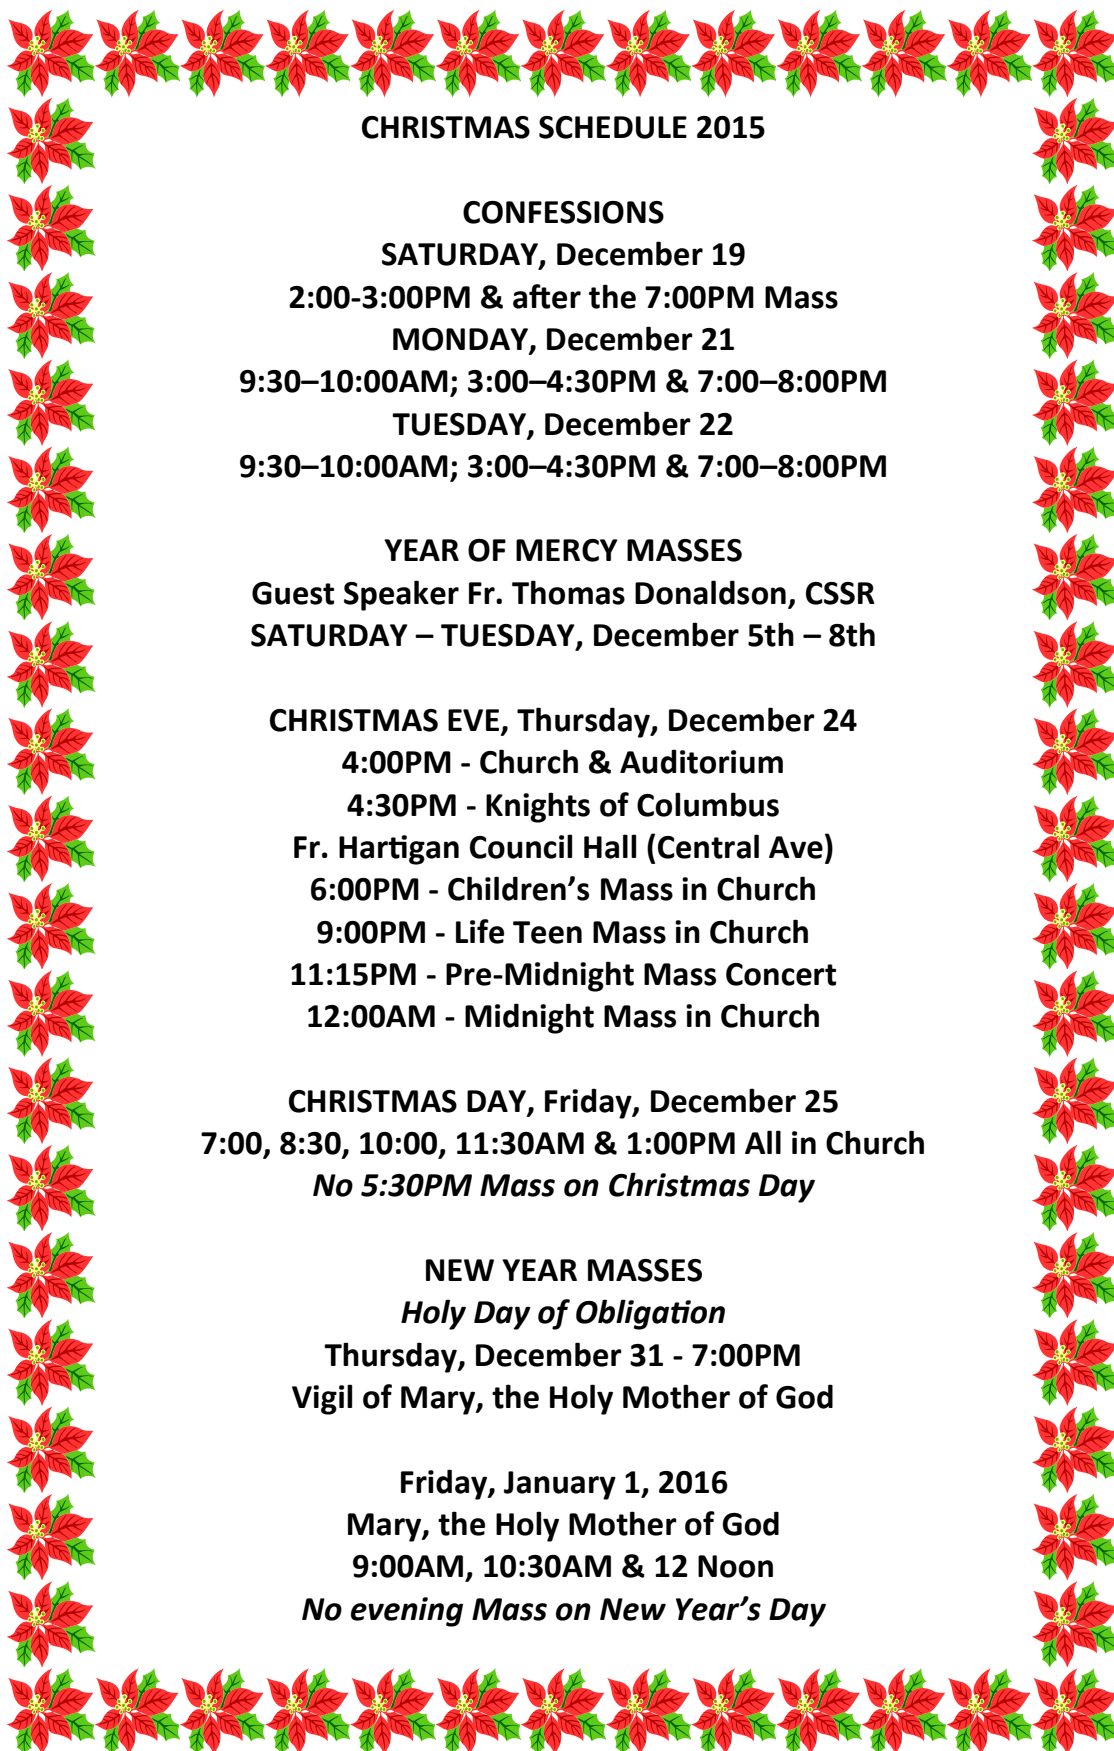 CHRISTMAS SCHEDULE 2015
CONFESSIONS
SATURDAY, December 19
2:00-3:00PM & after the 7:00PM Mass
MONDAY, December 21
9:30–10:00AM; 3:00–4:30PM & 7:00–8:00PM
TUESDAY, December 22
9:30–10:00AM; 3:00–4:30PM & 7:00–8:00PM
YEAR OF MERCY MASSES
Guest Speaker Fr. Thomas Donaldson, CSSR
SATURDAY – TUESDAY, December 5th – 8th
CHRISTMAS EVE, Thursday, December 24
4:00PM - Church & Auditorium
4:30PM - Knights of Columbus
Fr. Hartigan Council Hall (Central Ave)
6:00PM - Children’s Mass in Church
9:00PM - Life Teen Mass in Church
11:15PM - Pre-Midnight Mass Concert
12:00AM - Midnight Mass in Church
CHRISTMAS DAY, Friday, December 25
7:00, 8:30, 10:00, 11:30AM & 1:00PM All in Church
No 5:30PM Mass on Christmas Day
NEW YEAR MASSES
Holy Day of Obligation
Thursday, December 31 - 7:00PM
Vigil of Mary, the Holy Mother of God
Friday, January 1, 2016
Mary, the Holy Mother of God
9:00AM, 10:30AM & 12 Noon
No evening Mass on New Year’s Day